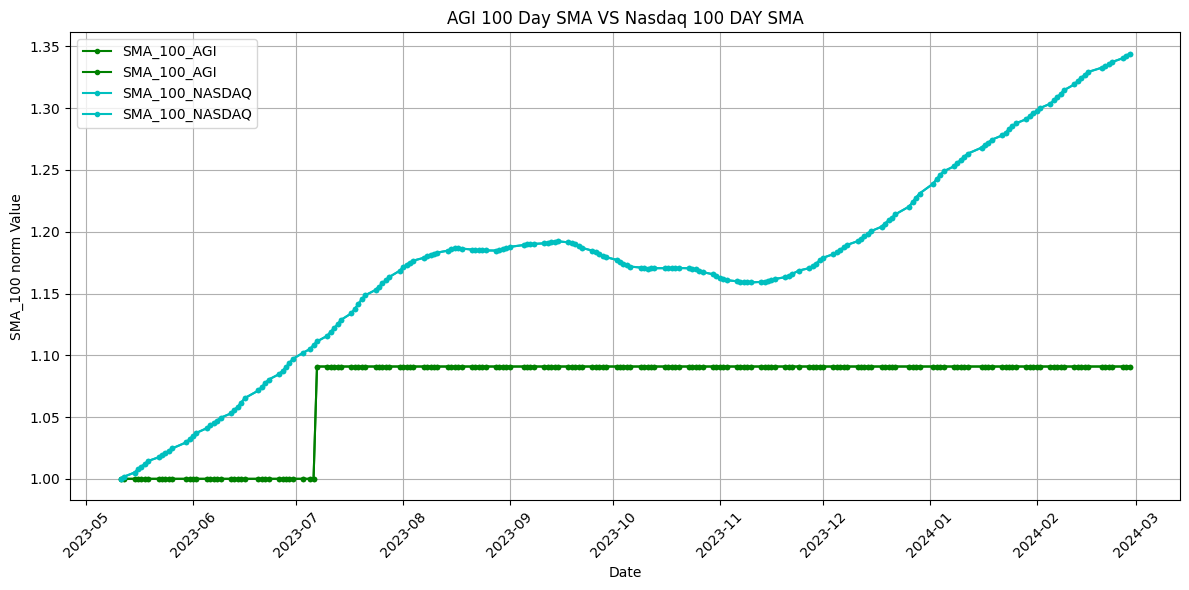 AGI 100 Day SMA VS Nasdaq 100 DAY SMA
SMA_100_AGI
SMA_100_AGI
SMA_100_NASDAQ
SMA_100_NASDAQ
SMA_100 norm Value
1.35
1.30
1.25
1.20
1.15
1.10
1.05
1.00
2023-05
2023-06
2023-07
2023-08
2023-09
2023-10
2023-11
2023-12
2024-01
2024-02
2024-03
Date